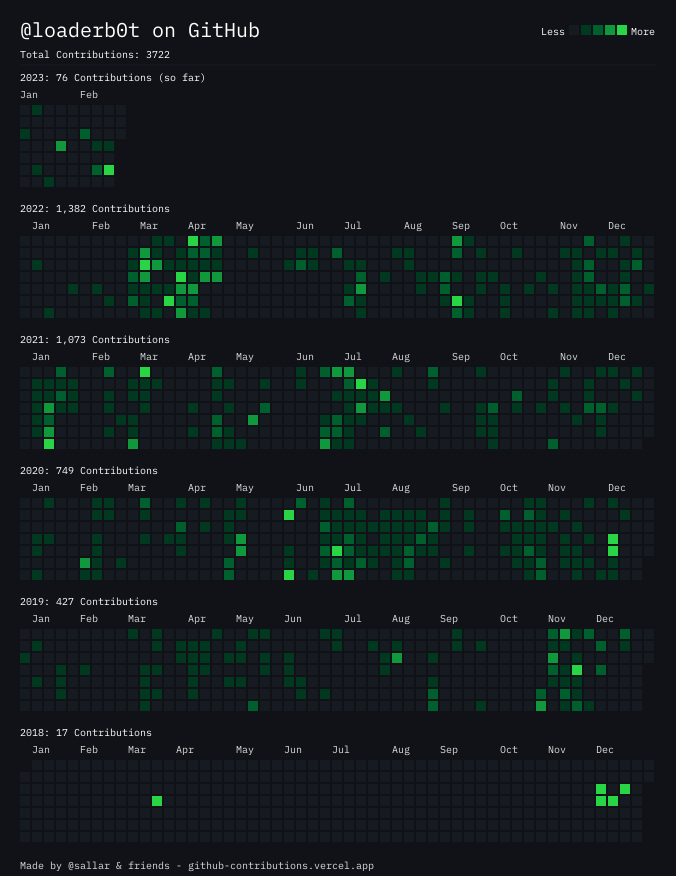 @loaderb0t on GitHub
Less More
Total Contributions: 3722
2023: 76 Contributions (so far)
Jan Feb
2022: 1,382 Contributions
Jan Feb Mar Apr May Jun Jul Aug Sep Oct Nov Dec
2021: 1,073 Contributions
Jan Feb Mar Apr May Jun Jul Aug Sep Oct Nov Dec
2020: 749 Contributions
Jan Feb Mar Apr May Jun Jul Aug Sep Oct Nov Dec
2019: 427 Contributions
Jan Feb Mar Apr May Jun Jul Aug Sep Oct Nov Dec
2018: 17 Contributions
Jan Feb Mar Apr May Jun Jul Aug Sep Oct Nov Dec
Made by @sallar & friends - github-contributions.vercel.app